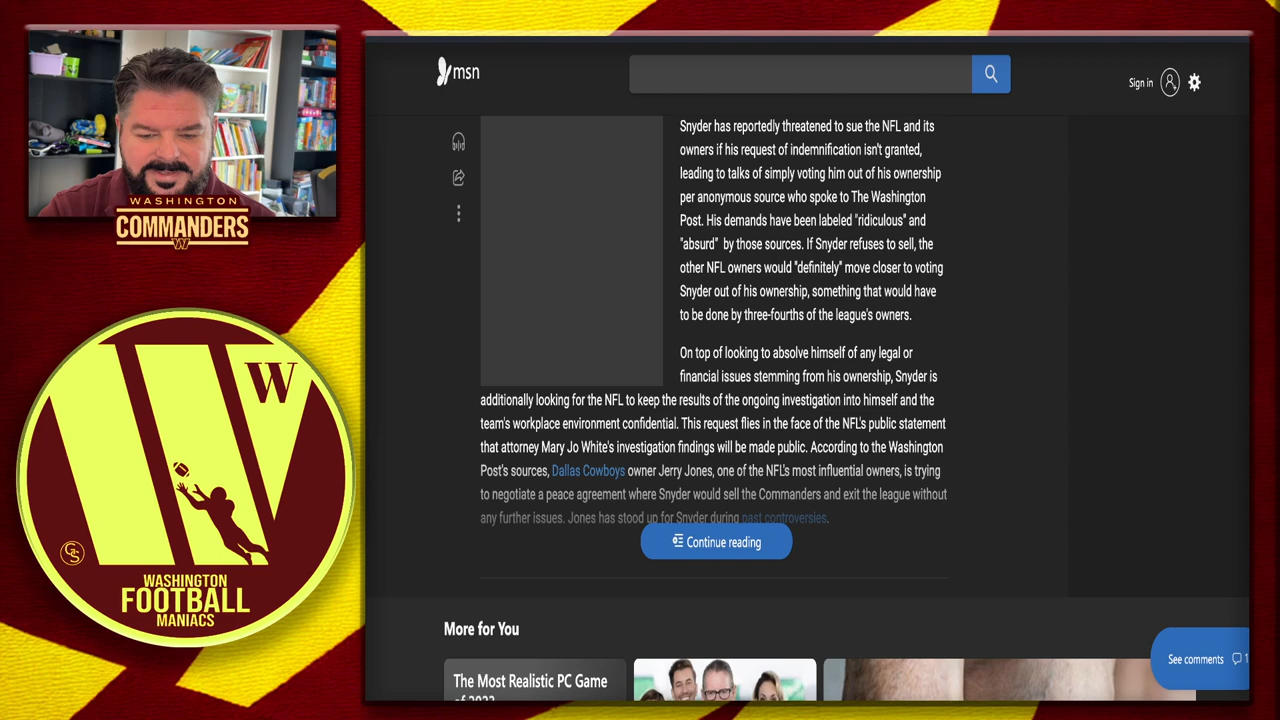 WASHINGTON
COMMANDERS
W
W
GS
WASHINGTON
FOOTBALL
MANIACS
msn
Sign in
Snyder has reportedly threatened to sue the NFL and its
owners if his request of indemnification isn't granted,
leading to talks of simply voting him out of his ownership
per anonymous source who spoke to The Washington
Post. His demands have been labeled "ridiculous" and
"absurd" by those sources. If Snyder refuses to sell, the
other NFL owners would "definitely" move closer to voting
Snyder out of his ownership, something that would have
to be done by three-fourths of the league's owners.
On top of looking to absolve himself of any legal or
financial issues stemming from his ownership, Snyder is
additionally looking for the NFL to keep the results of the ongoing investigation into himself and the
team's workplace environment confidential. This request flies in the face of the NFL's public statement
that attorney Mary Jo White's investigation findings will be made public. According to the Washington
Post's sources, Dallas Cowboys owner Jerry Jones, one of the NFL's most influential owners, is trying
to negotiate a peace agreement where Snyder would sell the Commanders and exit the league without
any further issues. Jones has stood up for Snyder during past controversies.
Continue reading
More for You
See comments 1
The Most Realistic PC Game
of 2023